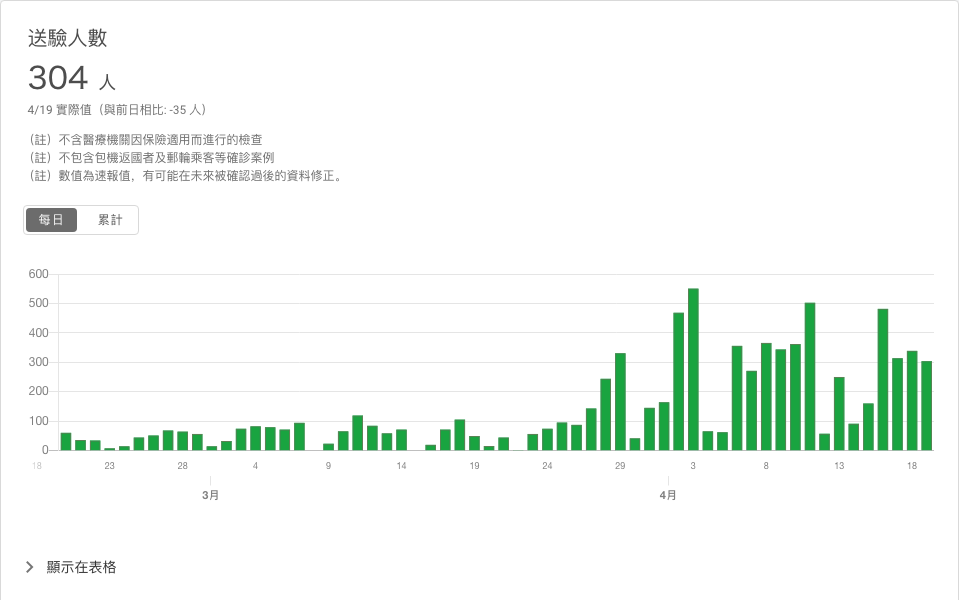 送驗人數
304 人
4/19 實際值（與前日相比: -35 人）
（註）不含醫療機關因保險適用而進行的檢查
（註）不包含包機返國者及郵輪乘客等確診案例
（註）數值為速報值，有可能在未來被確認過後的資料修正。
每日 累計
600
500
400
300
200
100
0
18 23 28 4 9 14 19 24 29 3 8 13 18
3月 4月
顯示在表格